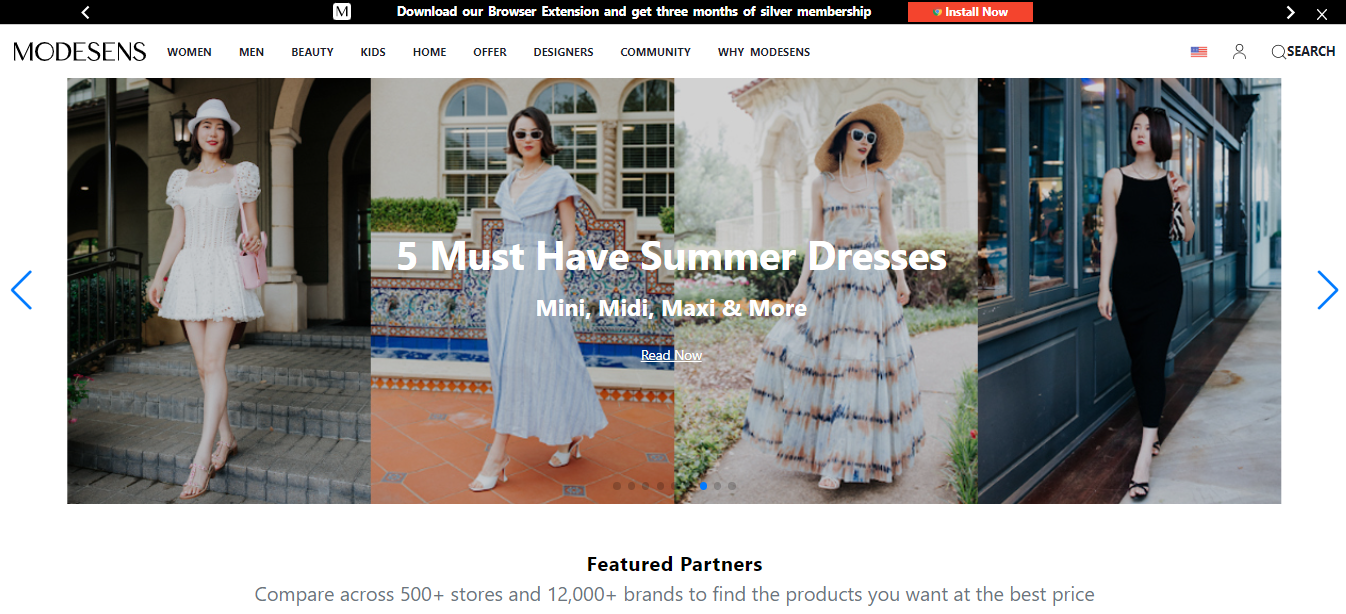 M Download our Browser Extension and get three months of silver membership Install Now
MODESENS WOMEN MEN BEAUTY KIDS HOME OFFER DESIGNERS COMMUNITY WHY MODESENS SEARCH
5 Must Have Summer Dresses
Mini, Midi, Maxi & More
Read Now
Featured Partners
Compare across 500+ stores and 12,000+ brands to find the products you want at the best price